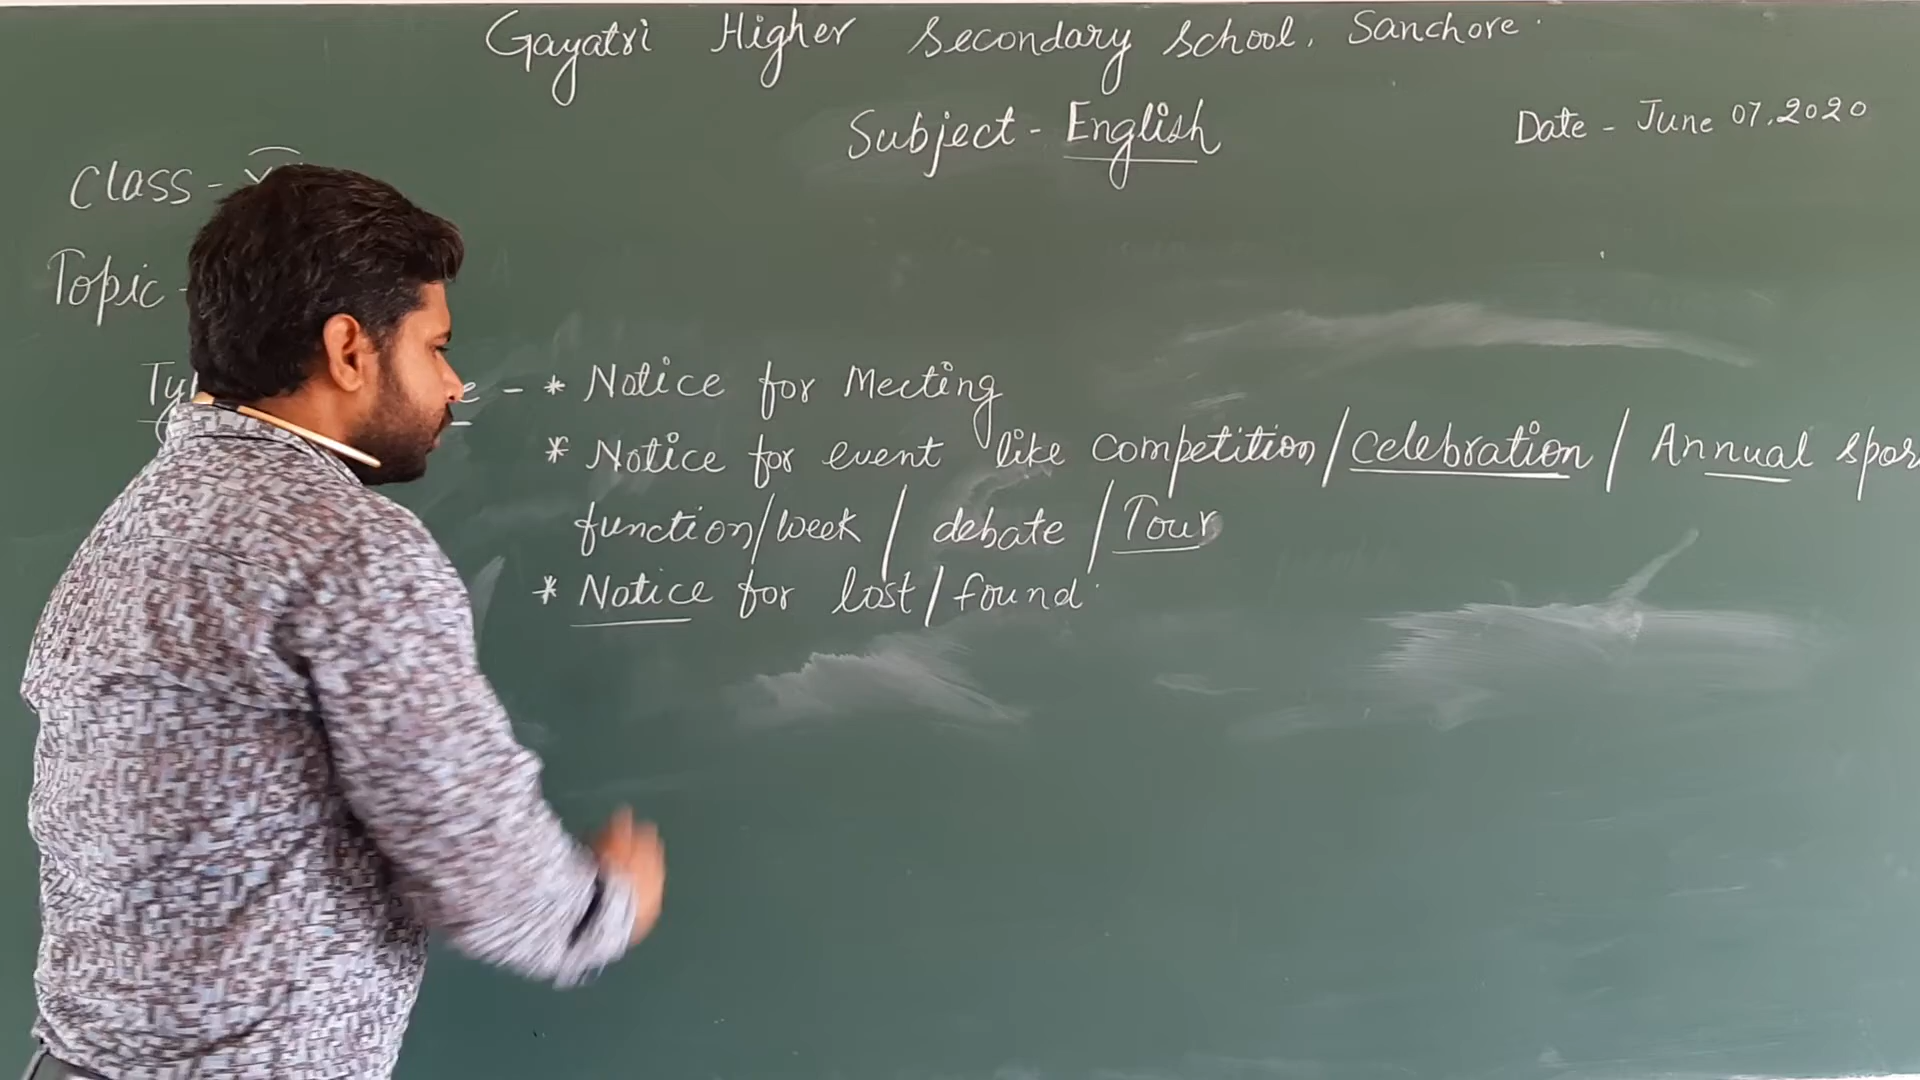 Gayatri Higher Secondary School, Sanchore.
Subject - English
Date - June 07, 2020
Class -
Topic -
* Notice for Meeting
* Notice for event like competition / celebration / Annual
function/week / debate / Tour
* Notice for lost / found.